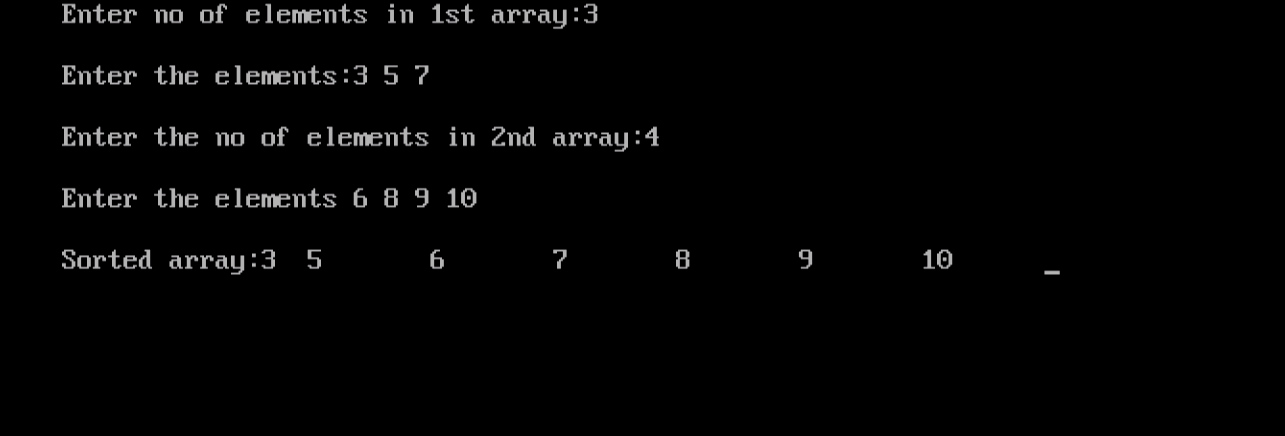 Enter no of elements in 1st array:3
Enter the elements:3 5 7
Enter the no of elements in 2nd array:4
Enter the elements 6 8 9 10
Sorted array:3 5 6 7 8 9 10 _